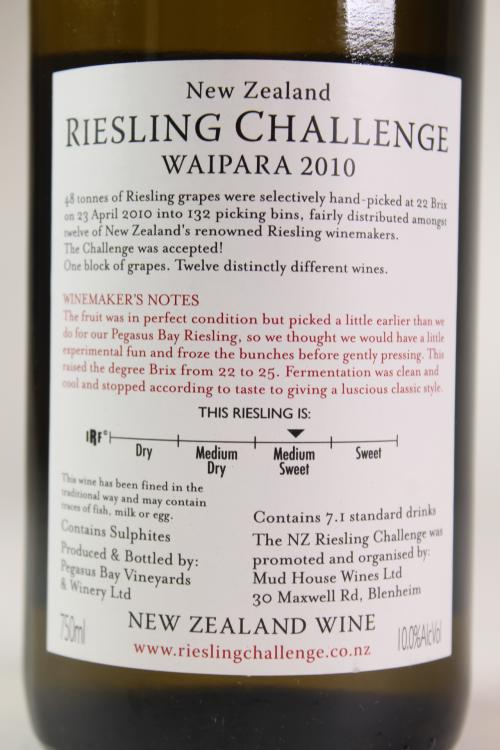 New Zealand
RIESLING CHALLENGE
WAIPARA 2010
48 tonnes of Riesling grapes were selectively hand-picked at 22 Brix
on 23 April 2010 into 132 picking bins, fairly distributed amongst
twelve of New Zealand's renowned Riesling winemakers.
The Challenge was accepted!
One block of grapes. Twelve distinctly different wines.
WINEMAKER'S NOTES
The fruit was in perfect condition but picked a little earlier than we
do for our Pegasus Bay Riesling, so we thought we would have a little
experimental fun and froze the bunches before gently pressing. This
raised the degree Brix from 22 to 25. Fermentation was clean and
cool and stopped according to taste to giving a luscious classic style.
THIS RIESLING IS:
IRF®
Dry
Medium
Dry
Medium
Sweet
Sweet
This wine has been fined in the
traditional way and may contain
traces of fish, milk or egg.
Contains Sulphites
Produced & Bottled by:
Pegasus Bay Vineyards
& Winery Ltd
Contains 7.1 standard drinks
The NZ Riesling Challenge was
promoted and organised by:
Mud House Wines Ltd
30 Maxwell Rd, Blenheim
750ml
NEW ZEALAND WINE
10.0%Alc/Vol
www.rieslingchallenge.co.nz